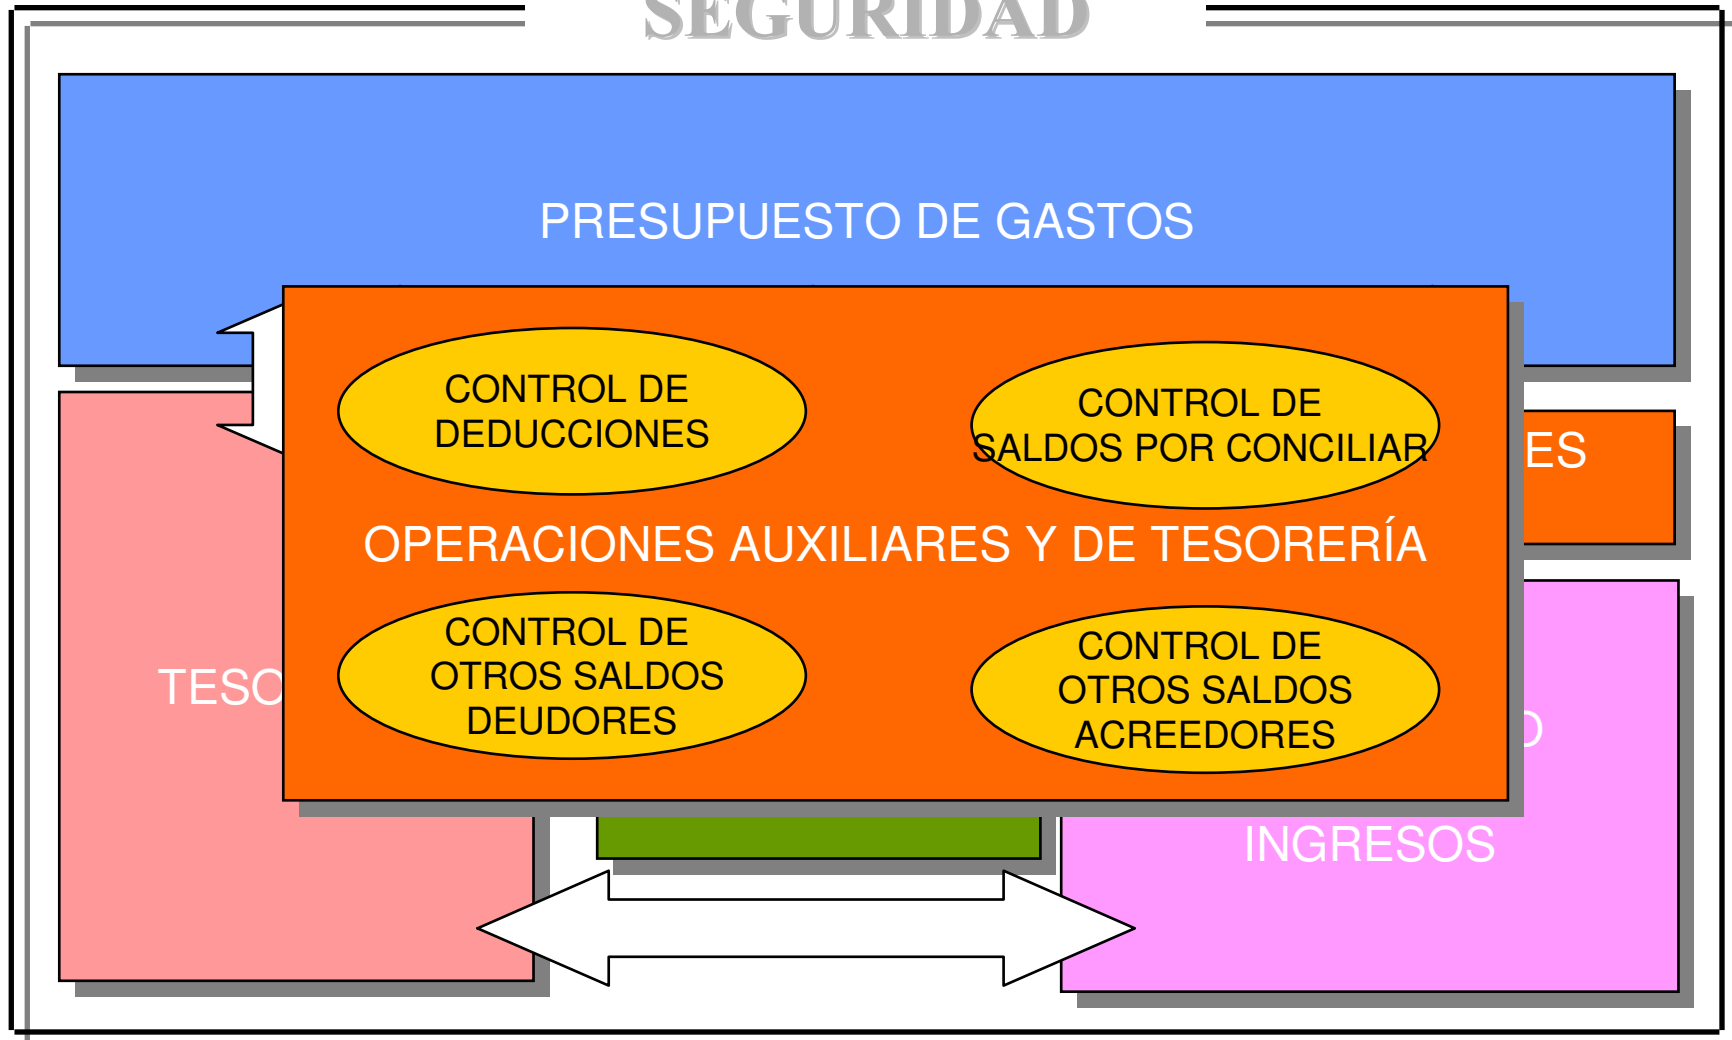 SEGURIDAD
PRESUPUESTO DE GASTOS
CONTROL DE
DEDUCCIONES
CONTROL DE
SALDOS POR CONCILIAR
ES
OPERACIONES AUXILIARES Y DE TESORERÍA
CONTROL DE
OTROS SALDOS
DEUDORES
CONTROL DE
OTROS SALDOS
ACREEDORES
TESO
O
INGRESOS